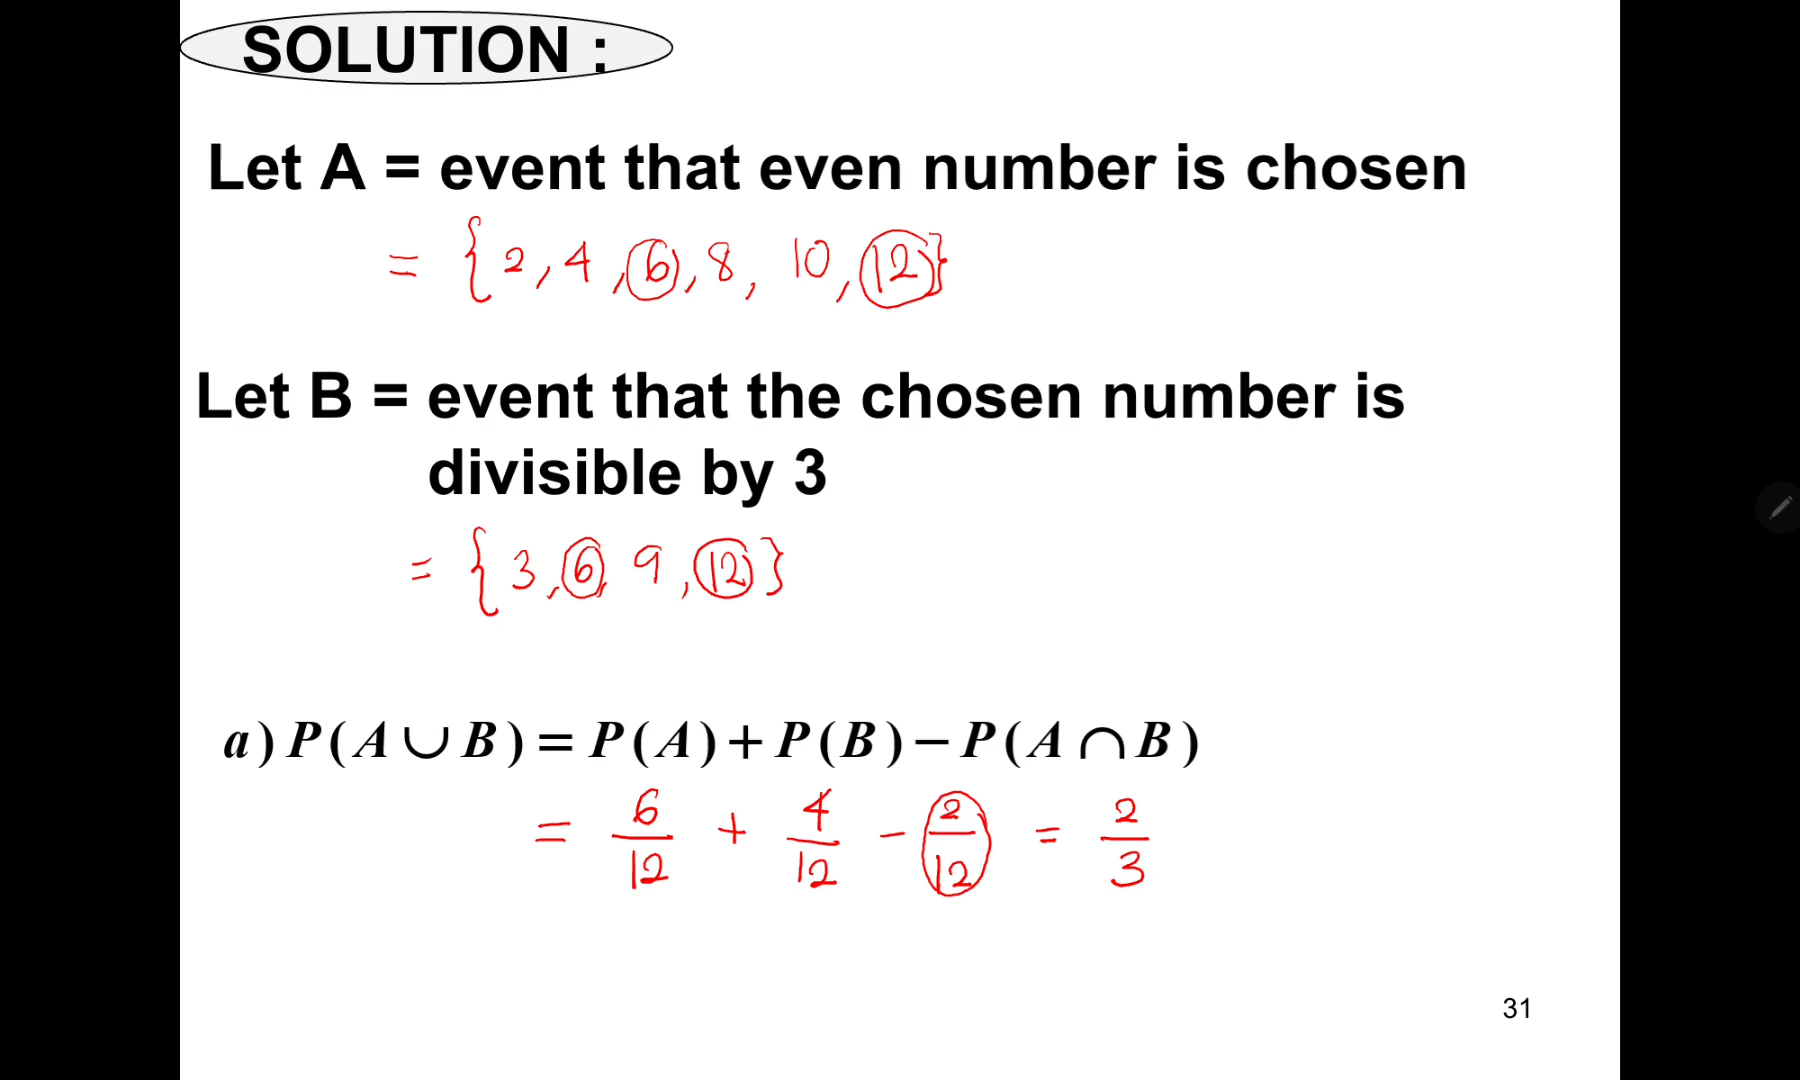 SOLUTION :
Let A = event that even number is chosen
= {2, 4, 6, 8, 10, 12}
Let B = event that the chosen number is
divisible by 3
= {3, 6, 9, 12}
a) P(A ∪ B) = P(A) + P(B) − P(A ∩ B)
= 6/12 + 4/12 − 2/12 = 2/3
31